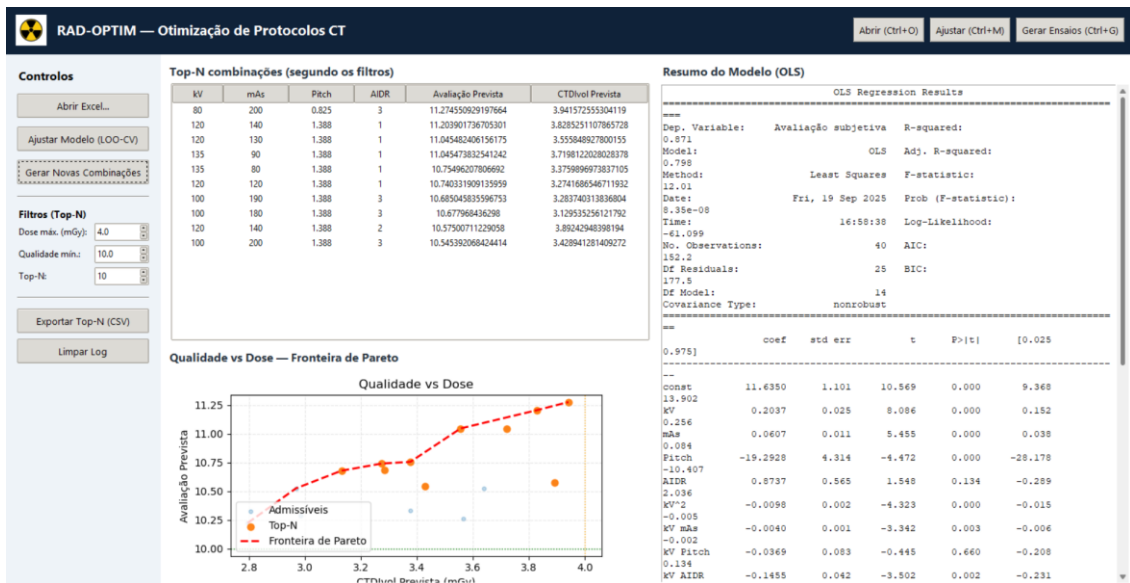 RAD-OPTIM — Otimização de Protocolos CT
Abrir (Ctrl+O)
Ajustar (Ctrl+M)
Gerar Ensaios (Ctrl+G)
Controlos
Abrir Excel...
Ajustar Modelo (LOO-CV)
Gerar Novas Combinações
Filtros (Top-N)
Dose máx. (mGy): 4.0
Qualidade mín.: 10.0
Top-N: 10
Exportar Top-N (CSV)
Limpar Log
Top-N combinações (segundo os filtros)
kV mAs Pitch AIDR Avaliação Prevista CTDIvol Prevista
80 200 0.825 3 11.274550929197664 3.941572555304119
120 140 1.388 1 11.203901736705301 3.8285251107865728
120 130 1.388 1 11.045482406156175 3.555848927800155
135 90 1.388 1 11.045473832541242 3.7198122028028378
135 80 1.388 1 10.75496207806692 3.3759896973837105
120 120 1.388 1 10.740331909135959 3.2741686546711932
100 190 1.388 3 10.685045835596753 3.283740313836804
100 180 1.388 3 10.677968436298 3.129535256121792
120 140 1.388 2 10.57500711229058 3.89242948398194
100 200 1.388 3 10.545392068424414 3.428941281409272
Qualidade vs Dose — Fronteira de Pareto
Qualidade vs Dose
Avaliação Prevista
11.25
11.00
10.75
10.50
10.25
10.00
Admissíveis
Top-N
Fronteira de Pareto
2.8 3.0 3.2 3.4 3.6 3.8 4.0
CTDIvol Prevista (mGy)
Resumo do Modelo (OLS)
OLS Regression Results
===
Dep. Variable: Avaliação subjetiva R-squared:
0.871
Model: OLS Adj. R-squared:
0.798
Method: Least Squares F-statistic:
12.01
Date: Fri, 19 Sep 2025 Prob (F-statistic):
8.35e-08
Time: 16:58:38 Log-Likelihood:
-61.099
No. Observations: 40 AIC:
152.2
Df Residuals: 25 BIC:
177.5
Df Model: 14
Covariance Type: nonrobust
==
coef std err t P>|t| [0.025
0.975]
--
const 11.6350 1.101 10.569 0.000 9.368
13.902
kV 0.2037 0.025 8.086 0.000 0.152
0.256
mAs 0.0607 0.011 5.455 0.000 0.038
0.084
Pitch -19.2928 4.314 -4.472 0.000 -28.178
-10.407
AIDR 0.8737 0.565 1.548 0.134 -0.289
2.036
kV^2 -0.0098 0.002 -4.323 0.000 -0.015
-0.005
kV mAs -0.0040 0.001 -3.342 0.003 -0.006
-0.002
kV Pitch -0.0369 0.083 -0.445 0.660 -0.208
0.134
kV AIDR -0.1455 0.042 -3.502 0.002 -0.231